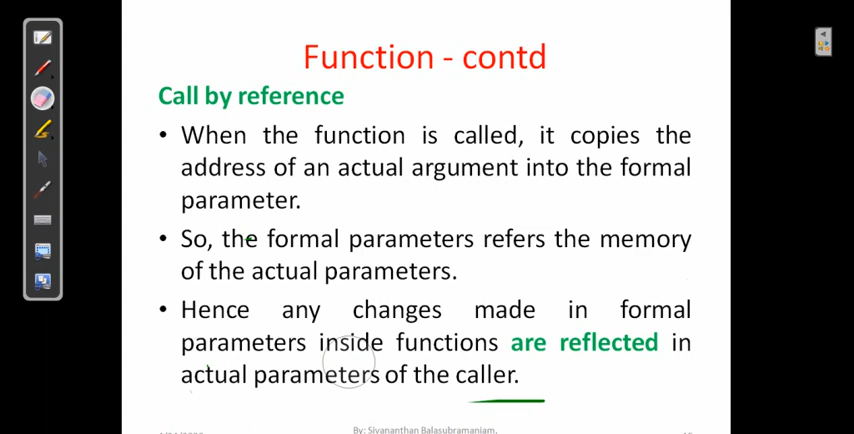 Function - contd
Call by reference
• When the function is called, it copies the
address of an actual argument into the formal
parameter.
• So, the formal parameters refers the memory
of the actual parameters.
• Hence any changes made in formal
parameters inside functions are reflected in
actual parameters of the caller.
By: Sivananthan Balasubramaniam,